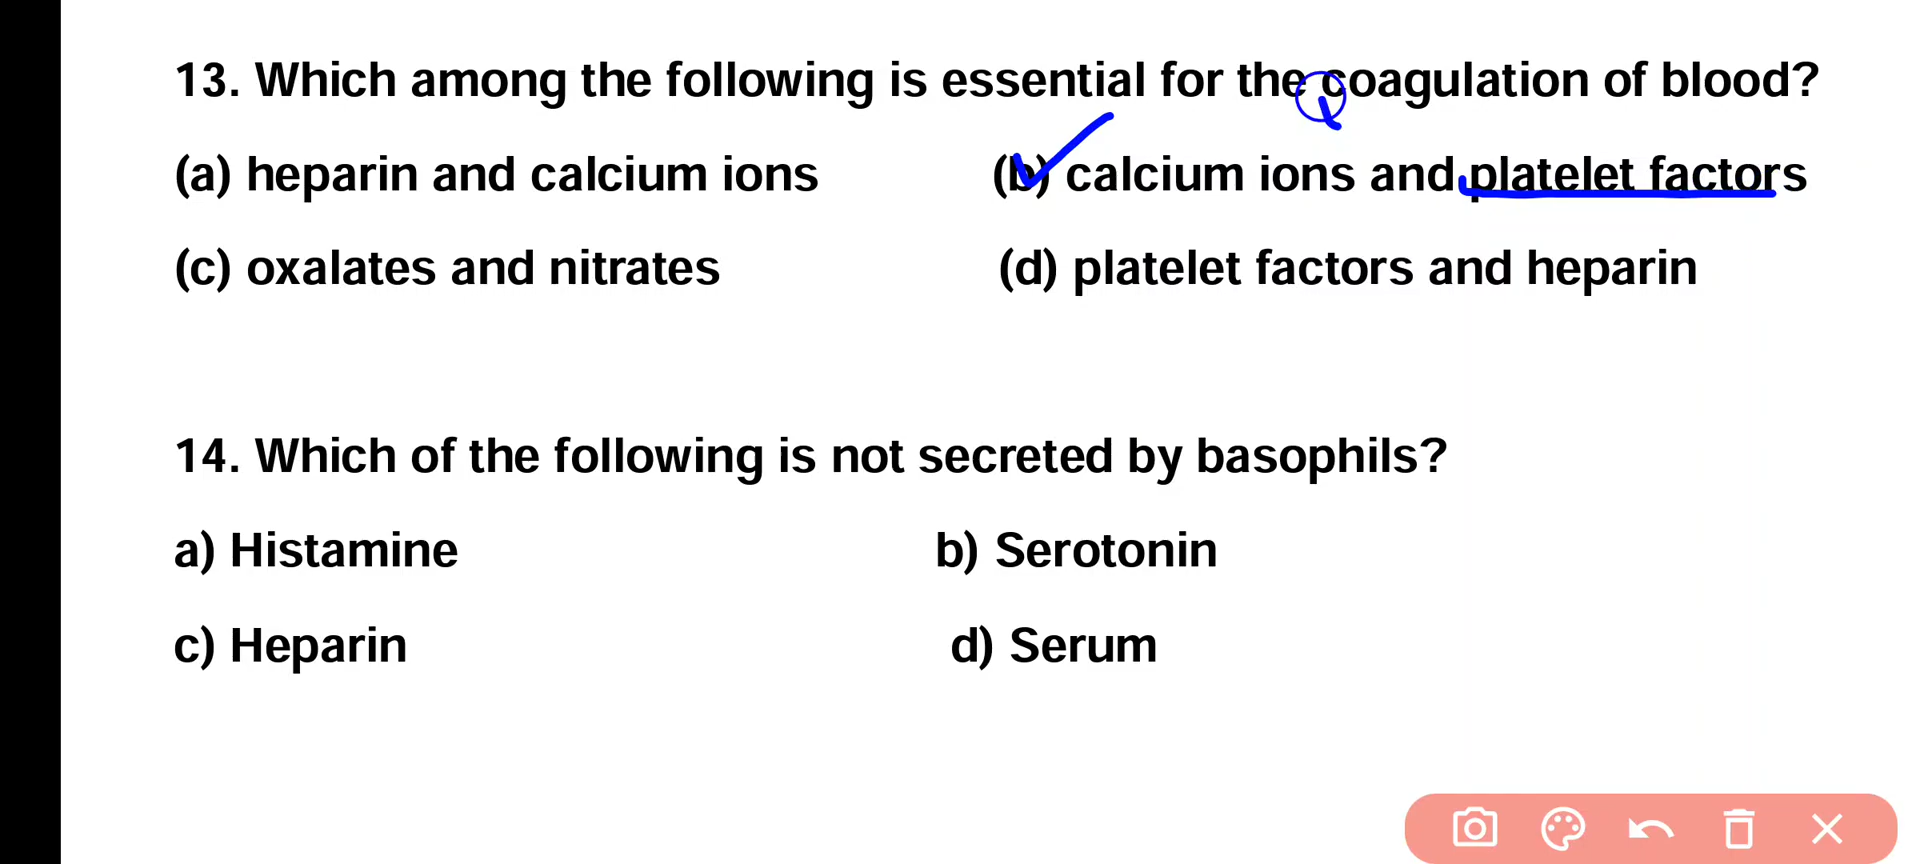 13. Which among the following is essential for the coagulation of blood?
(a) heparin and calcium ions (b) calcium ions and platelet factors
(c) oxalates and nitrates (d) platelet factors and heparin
14. Which of the following is not secreted by basophils?
a) Histamine b) Serotonin
c) Heparin d) Serum